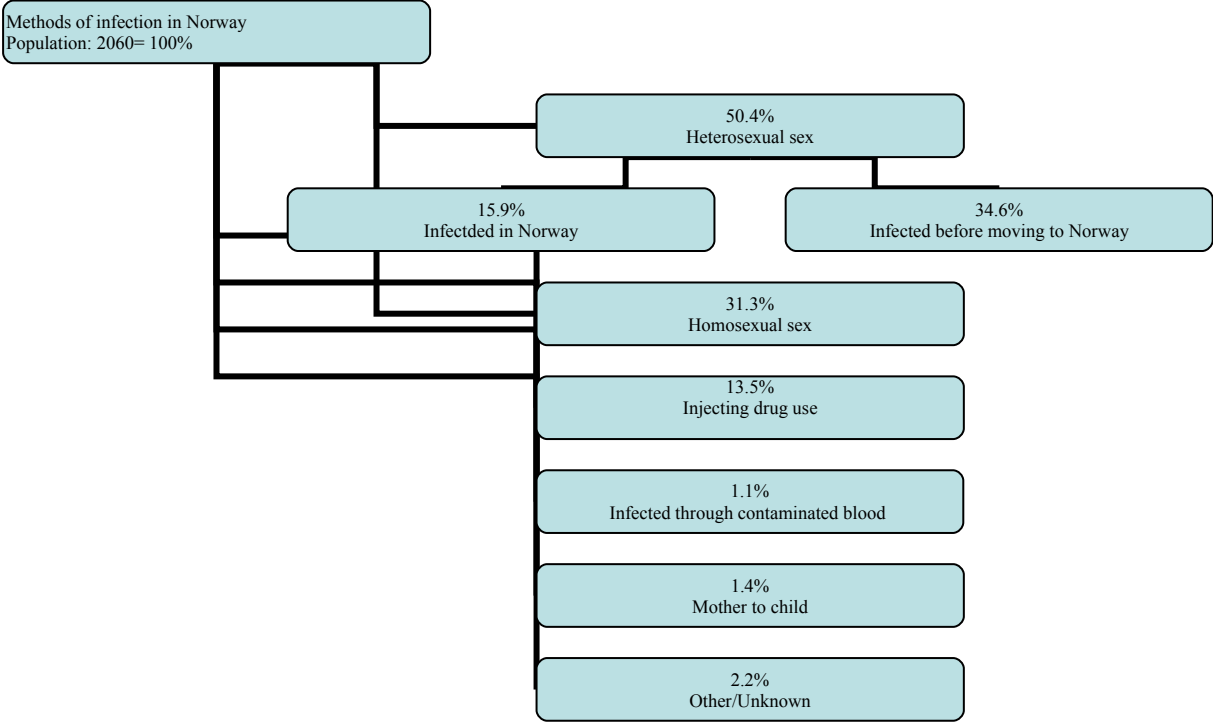 Methods of infection in Norway
Population: 2060= 100%
50.4%
Heterosexual sex
15.9%
Infectded in Norway
34.6%
Infected before moving to Norway
31.3%
Homosexual sex
13.5%
Injecting drug use
1.1%
Infected through contaminated blood
1.4%
Mother to child
2.2%
Other/Unknown